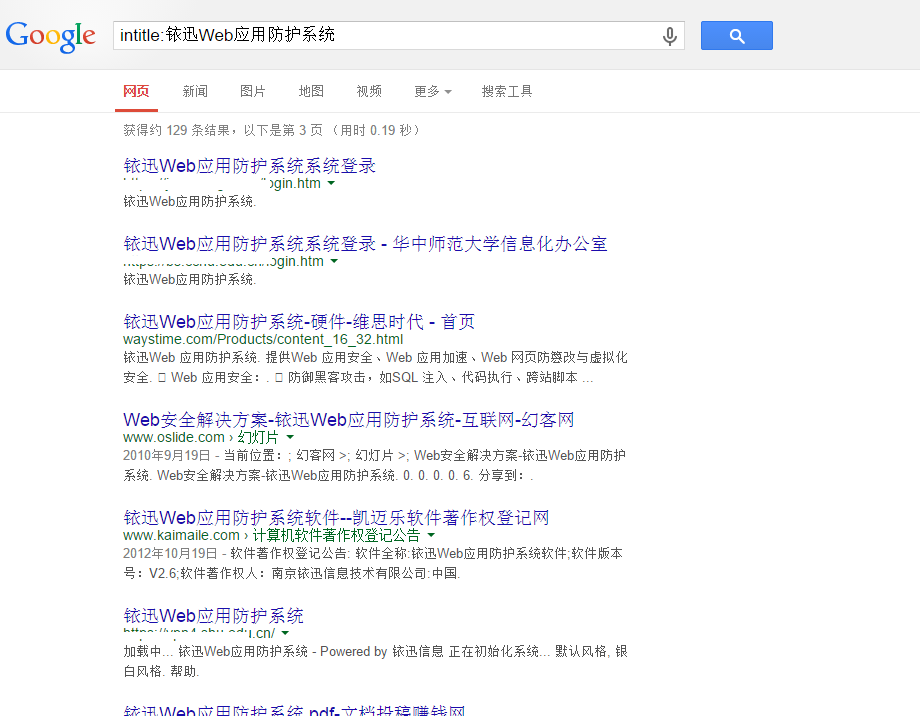 Google
intitle:铱迅Web应用防护系统
网页 新闻 图片 地图 视频 更多 搜索工具
获得约 129 条结果，以下是第 3 页 （用时 0.19 秒）
铱迅Web应用防护系统系统登录
ogin.htm
铱迅Web应用防护系统.
铱迅Web应用防护系统系统登录 - 华中师范大学信息化办公室
ogin.htm
铱迅Web应用防护系统.
铱迅Web应用防护系统-硬件-维思时代 - 首页
waystime.com/Products/content_16_32.html
铱迅Web 应用防护系统. 提供Web 应用安全、Web 应用加速、Web 网页防篡改与虚拟化
安全. Web 应用安全：. 防御黑客攻击，如SQL 注入、代码执行、跨站脚本 ...
Web安全解决方案-铱迅Web应用防护系统-互联网-幻客网
www.oslide.com › 幻灯片
2010年9月19日 - 当前位置：; 幻客网 >; 幻灯片 >; Web安全解决方案-铱迅Web应用防护
系统. Web安全解决方案-铱迅Web应用防护系统. 0. 0. 0. 0. 6. 分享到：.
铱迅Web应用防护系统软件--凯迈乐软件著作权登记网
www.kaimaile.com › 计算机软件著作权登记公告
2012年10月19日 - 软件著作权登记公告: 软件全称:铱迅Web应用防护系统软件;软件版本
号：V2.6;软件著作权人：南京铱迅信息技术有限公司:中国.
铱迅Web应用防护系统
.cn/
加载中... 铱迅Web应用防护系统 - Powered by 铱迅信息 正在初始化系统... 默认风格, 银
白风格. 帮助.
铱迅Web应用防护系统.pdf-文档投稿赚钱网